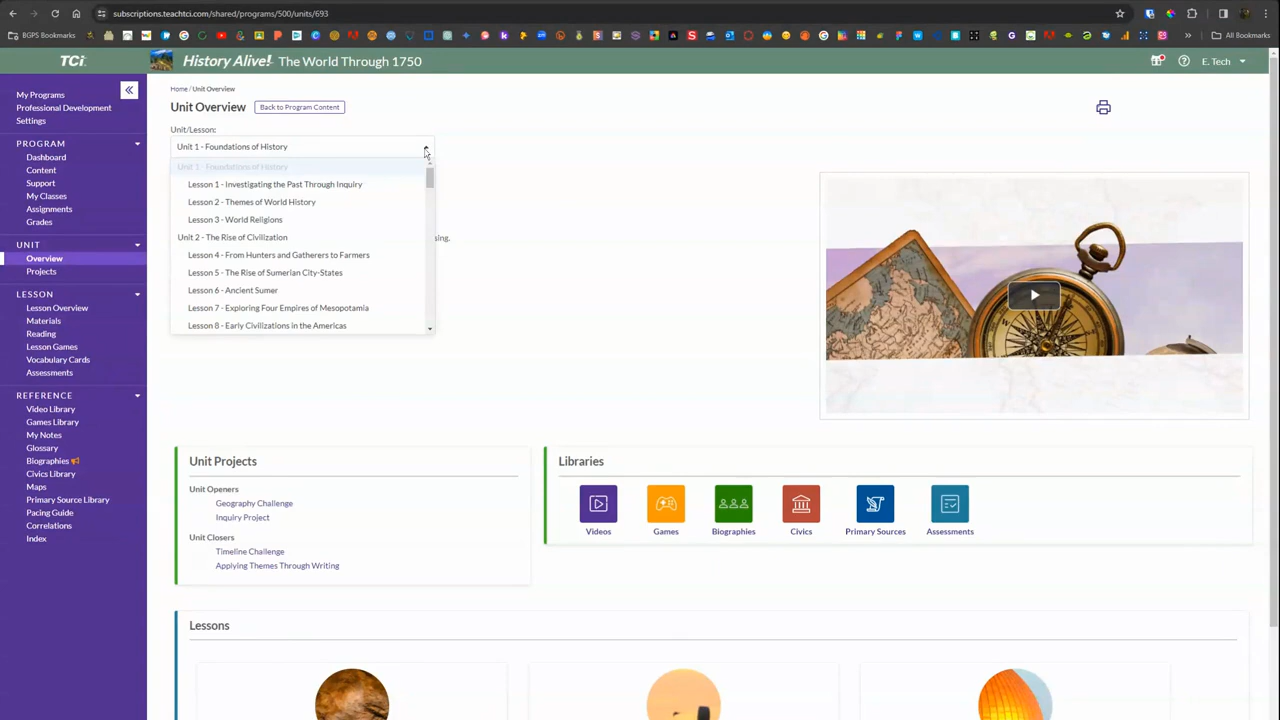 subscriptions.teachtci.com/shared/programs/500/units/693
BGPS Bookmarks
All Bookmarks
TCi
History Alive! The World Through 1750
E. Tech
My Programs
Professional Development
Settings
PROGRAM
Dashboard
Content
Support
My Classes
Assignments
Grades
UNIT
Overview
Projects
LESSON
Lesson Overview
Materials
Reading
Lesson Games
Vocabulary Cards
Assessments
REFERENCE
Video Library
Games Library
My Notes
Glossary
Biographies
Civics Library
Maps
Primary Source Library
Pacing Guide
Correlations
Index
Home / Unit Overview
Unit Overview
Back to Program Content
Unit/Lesson:
Unit 1 - Foundations of History
Unit 1 - Foundations of History
Lesson 1 - Investigating the Past Through Inquiry
Lesson 2 - Themes of World History
Lesson 3 - World Religions
Unit 2 - The Rise of Civilization
Lesson 4 - From Hunters and Gatherers to Farmers
Lesson 5 - The Rise of Sumerian City-States
Lesson 6 - Ancient Sumer
Lesson 7 - Exploring Four Empires of Mesopotamia
Lesson 8 - Early Civilizations in the Americas
sing.
Unit Projects
Unit Openers
Geography Challenge
Inquiry Project
Unit Closers
Timeline Challenge
Applying Themes Through Writing
Libraries
Videos
Games
Biographies
Civics
Primary Sources
Assessments
Lessons